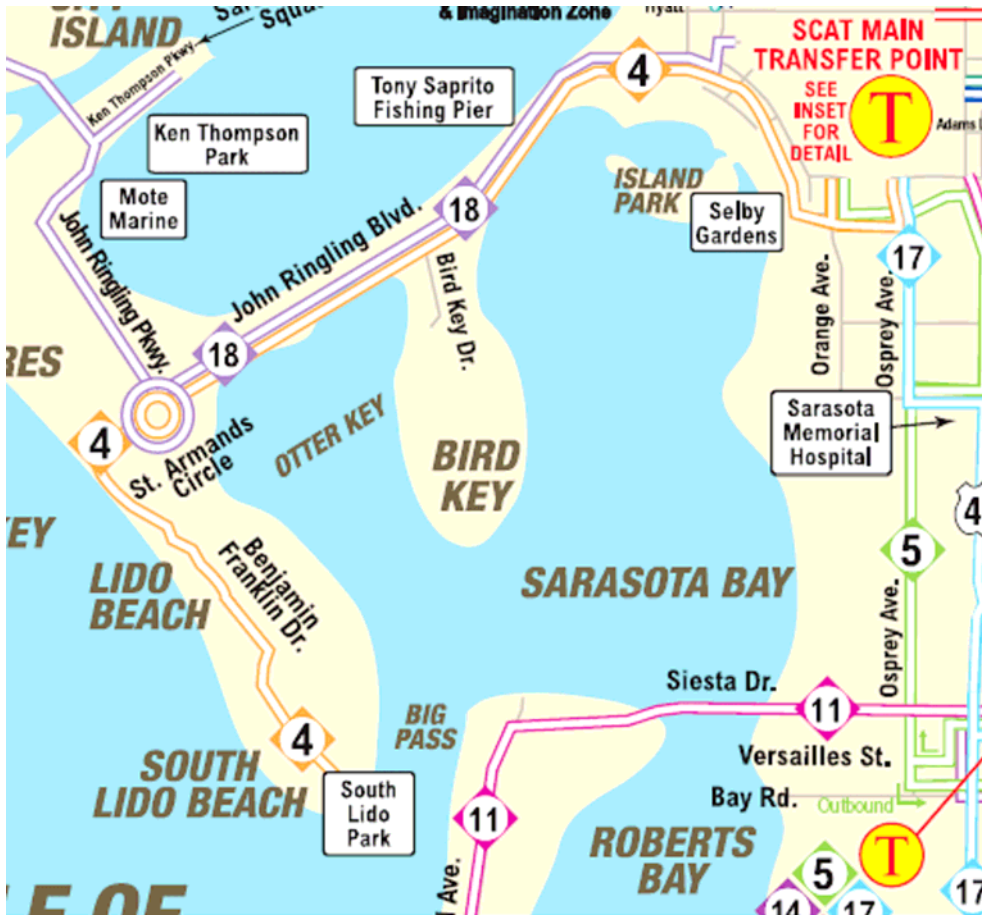 ISLAND
Square
& Imagination Zone
Hyatt
SCAT MAIN
TRANSFER POINT
SEE
INSET
FOR
DETAIL
T
Ken Thompson Pkwy.
4
Tony Saprito
Fishing Pier
Ken Thompson
Park
Mote
Marine
ISLAND
PARK
Selby
Gardens
18
John Ringling Blvd.
John Ringling Pkwy.
Bird Key Dr.
17
Orange Ave.
Osprey Ave.
18
4
St. Armands
Circle
OTTER KEY
BIRD
KEY
Sarasota
Memorial
Hospital
4
5
LIDO
BEACH
Benjamin
Franklin Dr.
SARASOTA BAY
Osprey Ave.
Siesta Dr.
11
BIG
PASS
4
SOUTH
LIDO BEACH
South
Lido
Park
Versailles St.
Bay Rd.
Outbound
11
ROBERTS
BAY
T
5
14
17
17
Ave.
OF